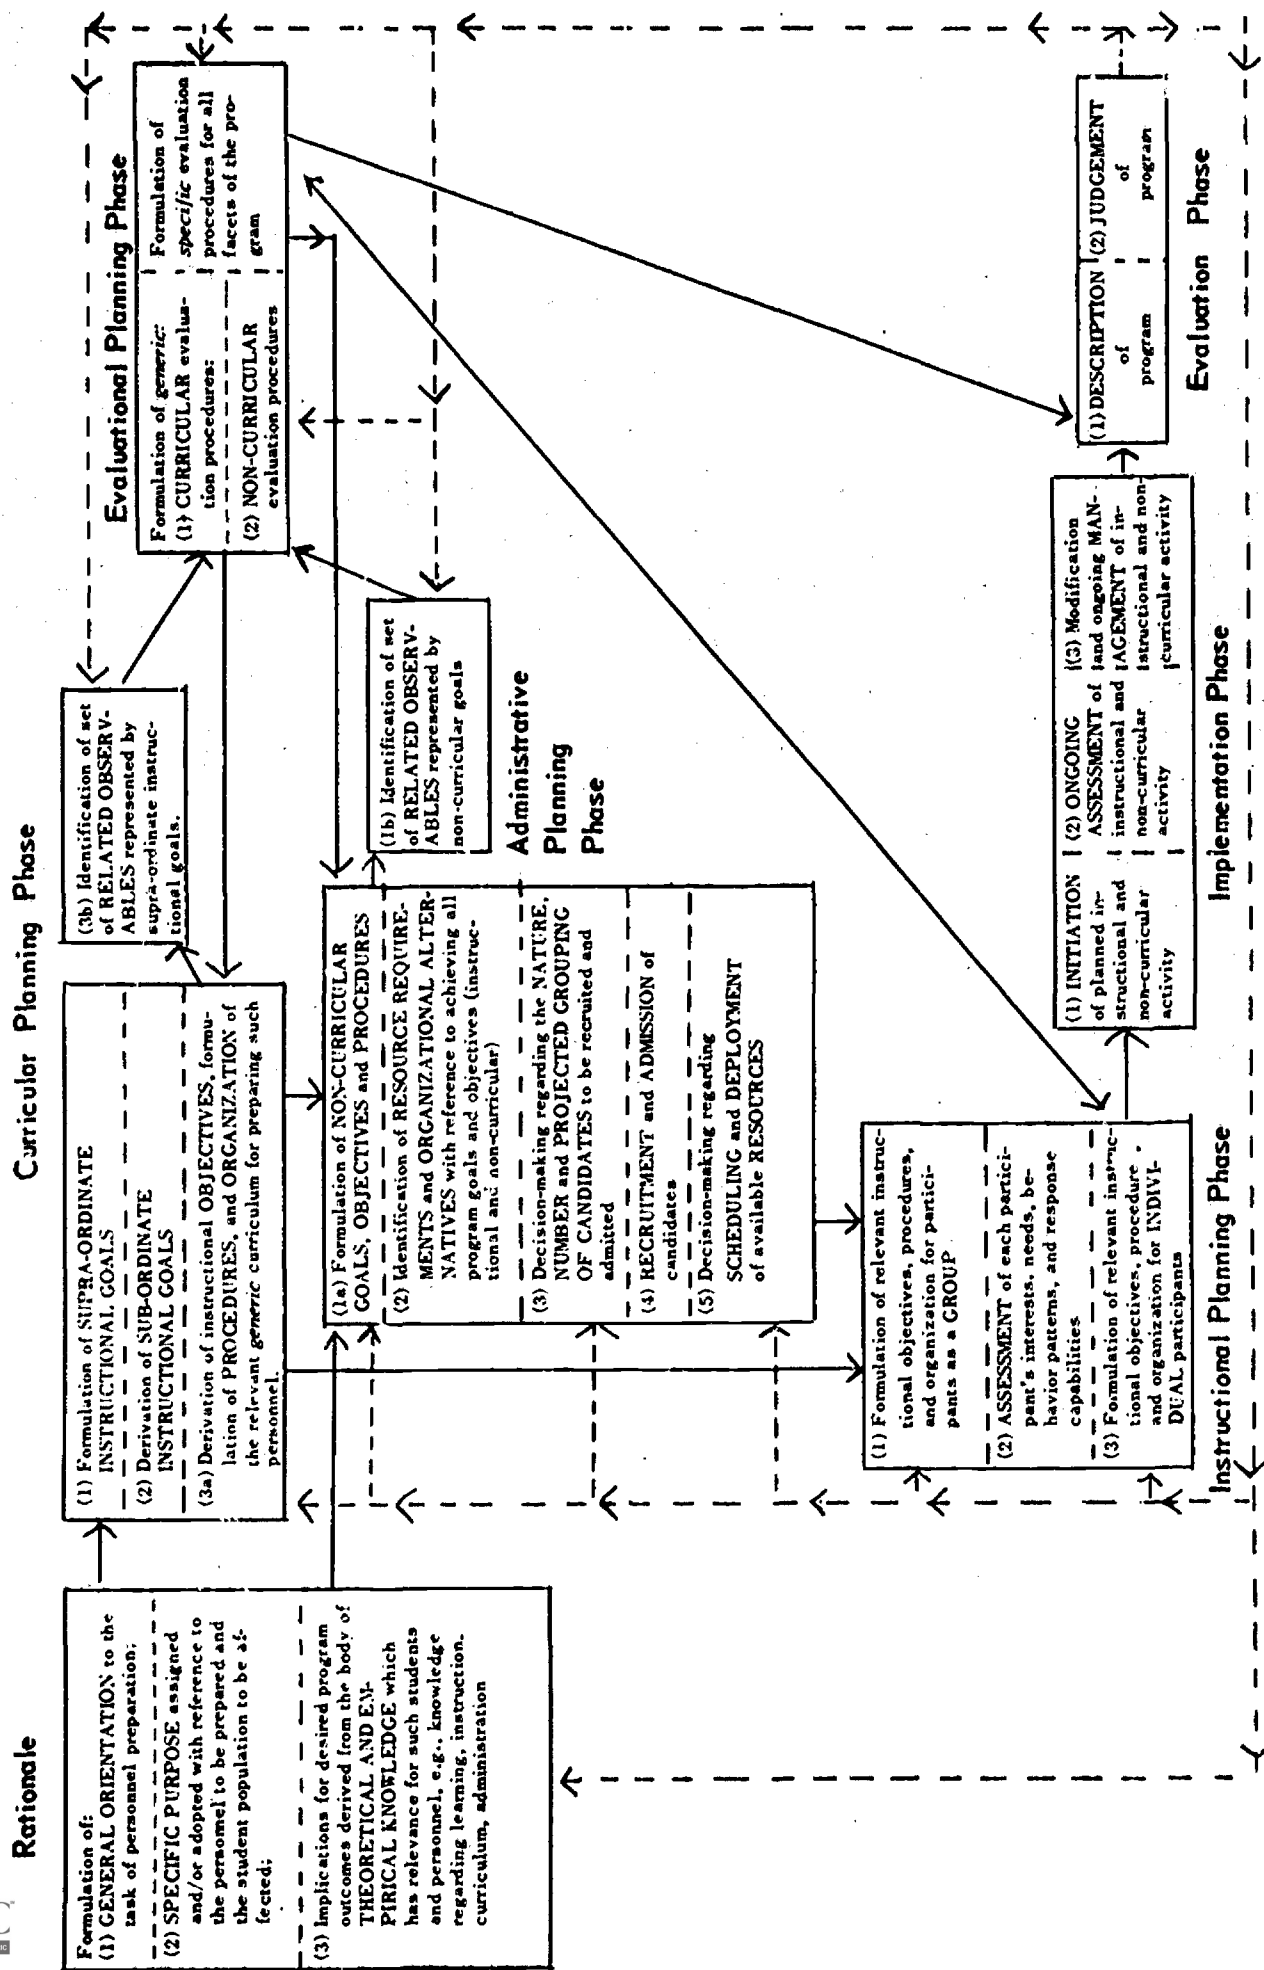 Rationale
Formulation of:
(1) GENERAL ORIENTATION to the
task of personnel preparation;
(2) SPECIFIC PURPOSE assigned
and/or adopted with reference to
the personnel to be prepared and
the student population to be af-
fected;
(3) Implications for desired program
outcomes derived from the body of
THEORETICAL AND EM-
PIRICAL KNOWLEDGE which
has relevance for such students
and personnel, e.g., knowledge
regarding learning, instruction,
curriculum, administration
Curricular Planning Phase
(1) Formulation of SUPRA-ORDINATE
INSTRUCTIONAL GOALS
(2) Derivation of SUB-ORDINATE
INSTRUCTIONAL GOALS
(3a) Derivation of instructional OBJECTIVES, formu-
lation of PROCEDURES, and ORGANIZATION of
the relevant generic curriculum for preparing such
personnel.
(3b) Identification of set
of RELATED OBSERV-
ABLES represented by
supra-ordinate instruc-
tional goals.
Evaluational Planning Phase
Formulation of generic:
(1) CURRICULAR evalua-
tion procedures:
(2) NON-CURRICULAR
evaluation procedures
Formulation of
specific evaluation
procedures for all
facets of the pro-
gram
(1a) Formulation of NON-CURRICULAR
GOALS, OBJECTIVES and PROCEDURES
(2) Identification of RESOURCE REQUIRE-
MENTS and ORGANIZATIONAL ALTER-
NATIVES with reference to achieving all
program goals and objectives (instruc-
tional and non-curricular)
(3) Decision-making regarding the NATURE,
NUMBER and PROJECTED GROUPING
OF CANDIDATES to be recruited and
admitted
(4) RECRUITMENT and ADMISSION of
candidates
(5) Decision-making regarding
SCHEDULING and DEPLOYMENT
of available RESOURCES
(1b) Identification of set
of RELATED OBSERV-
ABLES represented by
non-curricular goals
Administrative
Planning
Phase
(1) Formulation of relevant instruc-
tional objectives, procedures,
and organization for partici-
pants as a GROUP
(2) ASSESSMENT of each partici-
pant's interests, needs, be-
havior patterns, and response
capabilities
(3) Formulation of relevant instruc-
tional objectives, procedure,
and organization for INDIVI-
DUAL participants
Instructional Planning Phase
(1) INITIATION
of planned in-
structional and
non-curricular
activity
(2) ONGOING
ASSESSMENT of
instructional and
non-curricular
activity
(3) Modification
and ongoing MAN-
AGEMENT of in-
structional and non-
curricular activity
Implementation Phase
(1) DESCRIPTION
of
program
(2) JUDGEMENT
of
program
Evaluation Phase